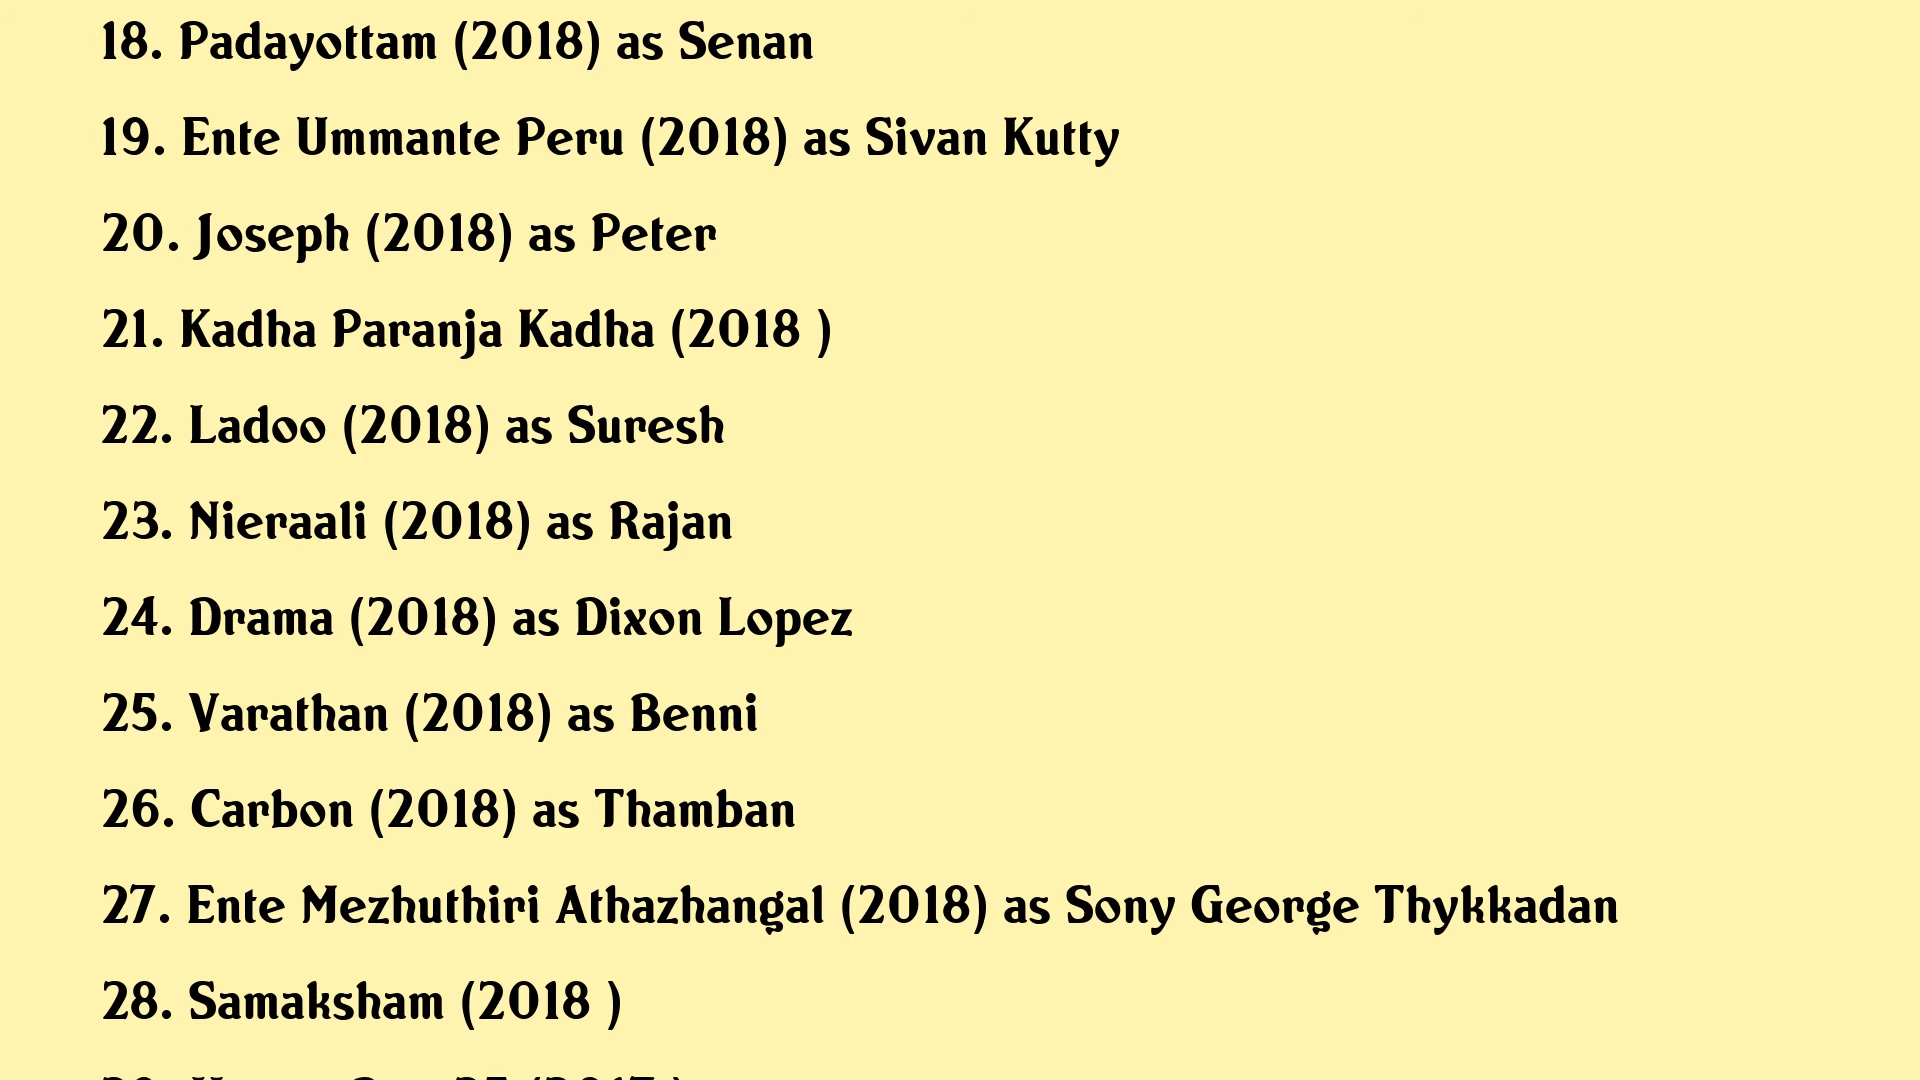 18. Padayottam (2018) as Senan
19. Ente Ummante Peru (2018) as Sivan Kutty
20. Joseph (2018) as Peter
21. Kadha Paranja Kadha (2018 )
22. Ladoo (2018) as Suresh
23. Nieraali (2018) as Rajan
24. Drama (2018) as Dixon Lopez
25. Varathan (2018) as Benni
26. Carbon (2018) as Thamban
27. Ente Mezhuthiri Athazhangal (2018) as Sony George Thykkadan
28. Samaksham (2018 )